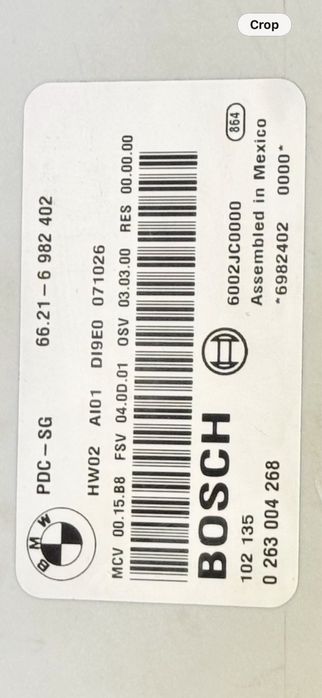 Crop
BMW
PDC-SG 66.21-6 982 402
HW02 AI01 DI9E0 071026
MCV 00.15.B8 FSV 04.0D.01 OSV 03.03.00 RES 00.00.00
BOSCH
102 135 6002JC0000 864
0 263 004 268 Assembled in Mexico
*6982402 0000*